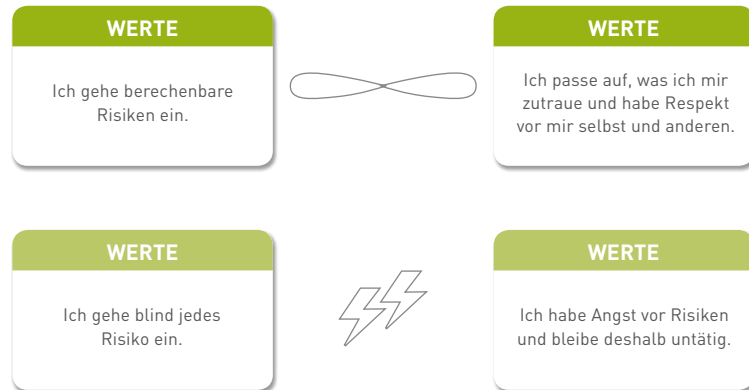 WERTE
Ich gehe berechenbare
Risiken ein.
WERTE
Ich passe auf, was ich mir
zutraue und habe Respekt
vor mir selbst und anderen.
WERTE
Ich gehe blind jedes
Risiko ein.
WERTE
Ich habe Angst vor Risiken
und bleibe deshalb untätig.